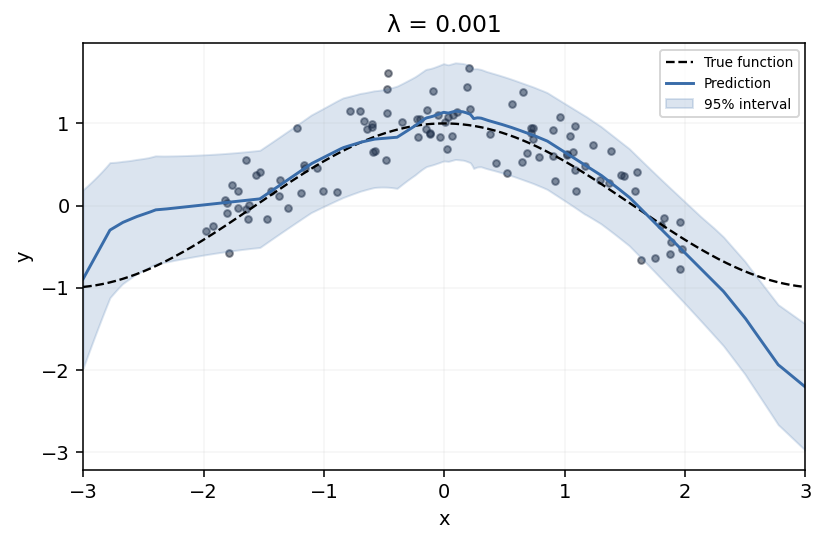 λ = 0.001
True function
Prediction
95% interval
y
1
0
−1
−2
−3
−3 −2 −1 0 1 2 3
x